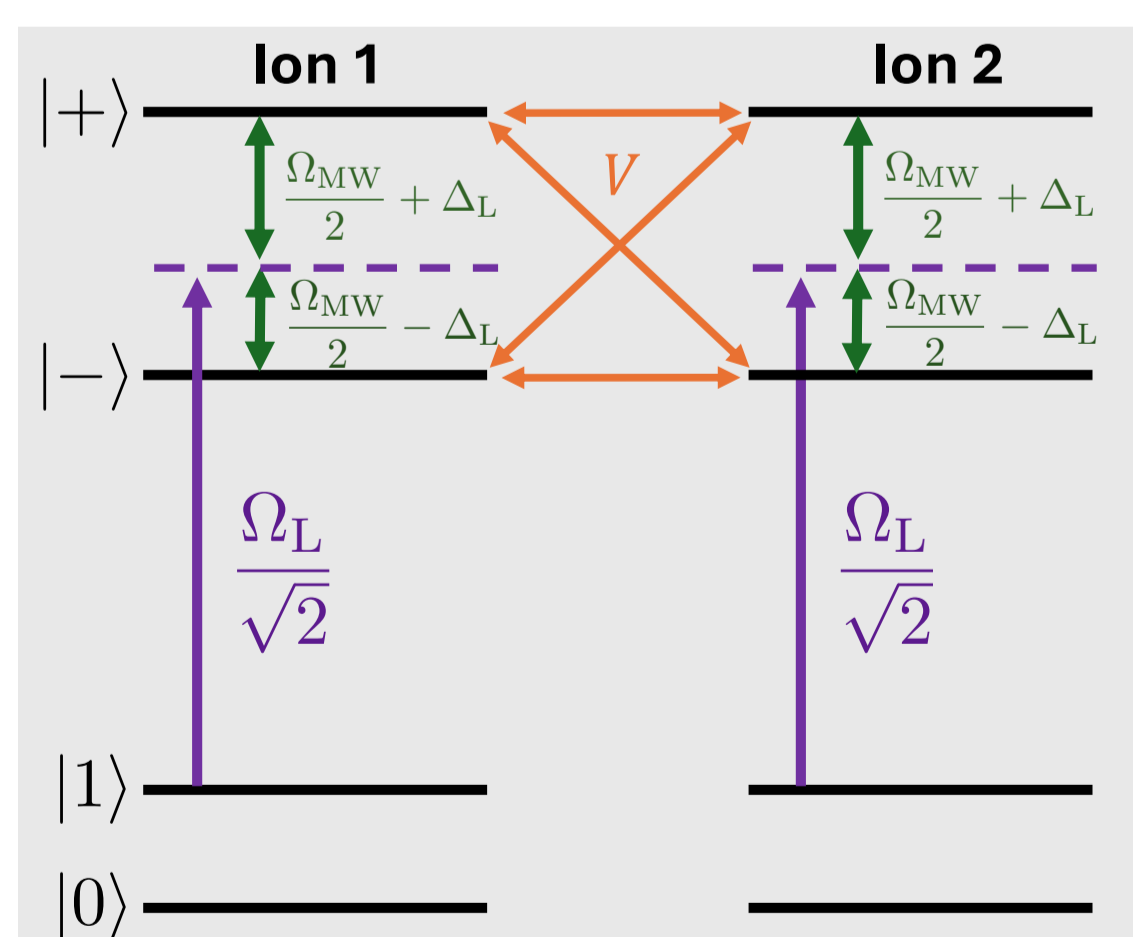 Ion 1 Ion 2
|+⟩
V
Ω_MW/2 + Δ_L Ω_MW/2 + Δ_L
Ω_MW/2 − Δ_L Ω_MW/2 − Δ_L
|−⟩
Ω_L/√2 Ω_L/√2
|1⟩
|0⟩